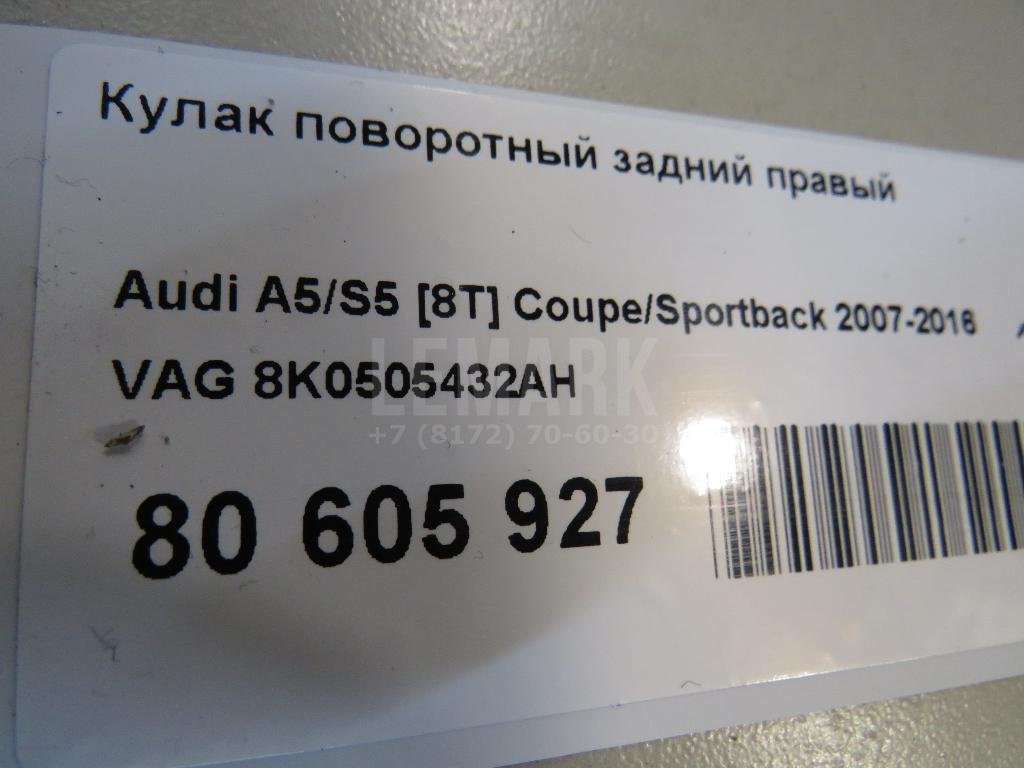 Кулак поворотный задний правый
Audi A5/S5 [8T] Coupe/Sportback 2007-2016
VAG 8K0505432AH
LEMARK
+7 (8172) 70-60-30
80 605 927